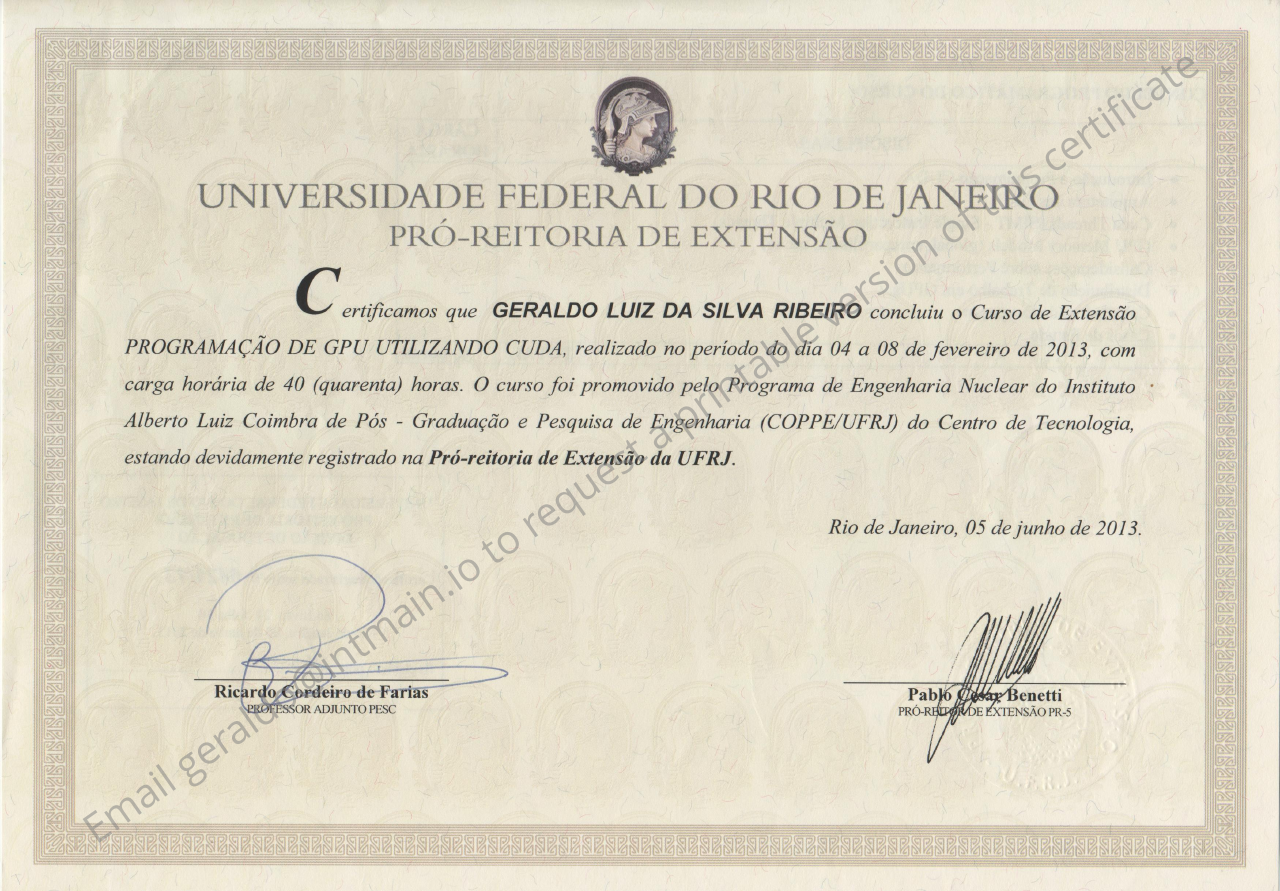 UNIVERSIDADE FEDERAL DO RIO DE JANEIRO
PRÓ-REITORIA DE EXTENSÃO
Certificamos que GERALDO LUIZ DA SILVA RIBEIRO concluiu o Curso de Extensão
PROGRAMAÇÃO DE GPU UTILIZANDO CUDA, realizado no período do dia 04 a 08 de fevereiro de 2013, com
carga horária de 40 (quarenta) horas. O curso foi promovido pelo Programa de Engenharia Nuclear do Instituto
Alberto Luiz Coimbra de Pós - Graduação e Pesquisa de Engenharia (COPPE/UFRJ) do Centro de Tecnologia,
estando devidamente registrado na Pró-reitoria de Extensão da UFRJ.
Rio de Janeiro, 05 de junho de 2013.
Ricardo Cordeiro de Farias
PROFESSOR ADJUNTO PESC
Pablo Cesar Benetti
PRÓ-REITOR DE EXTENSÃO PR-5
U.F.R.J.
Email geraldo@intmain.io to request a printable version of this certificate